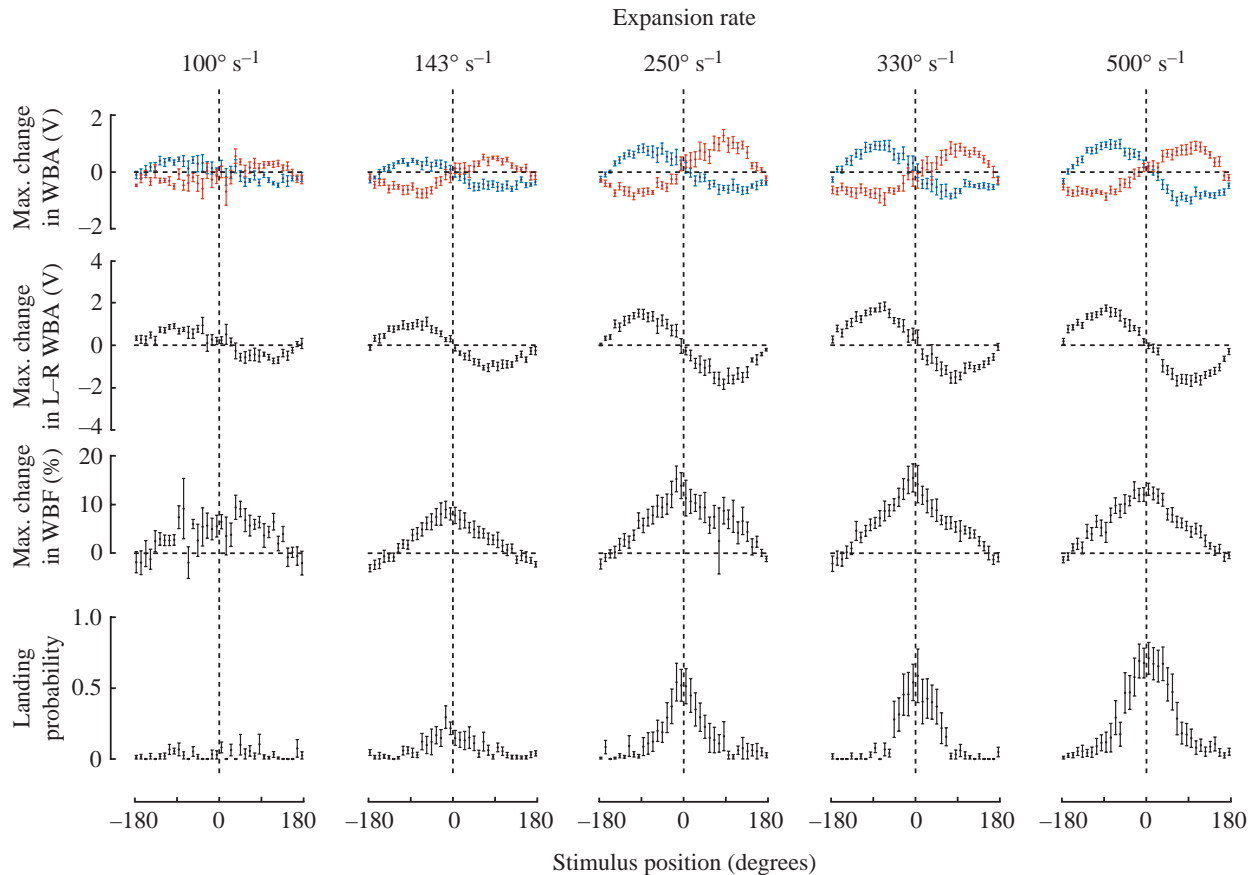 Expansion rate
100° s–1 143° s–1 250° s–1 330° s–1 500° s–1
Max. change
in WBA (V)
2
0
–2
Max. change
in L–R WBA (V)
4
2
0
–2
–4
Max. change
in WBF (%)
20
10
0
Landing
probability
1.0
0.5
0
–180 0 180 –180 0 180 –180 0 180 –180 0 180 –180 0 180
Stimulus position (degrees)